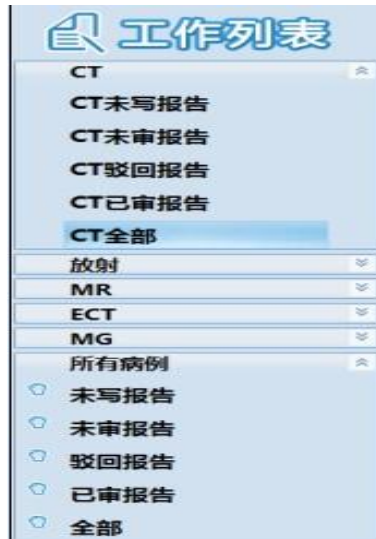 工作列表
CT
CT未写报告
CT未审报告
CT驳回报告
CT已审报告
CT全部
放射
MR
ECT
MG
所有病例
未写报告
未审报告
驳回报告
已审报告
全部